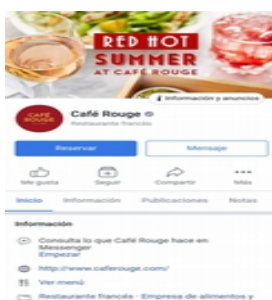 RED HOT
SUMMER
AT CAFÉ ROUGE
i Información y anuncios
CAFÉ
ROUGE
Café Rouge
Restaurante francés
Reservar
Mensaje
Me gusta
Seguir
Compartir
Más
Inicio
Información
Publicaciones
Notas
Información
Consulta lo que Café Rouge hace en
Messenger
Empezar
http://www.caferouge.com/
Ver menú
Restaurante francés · Empresa de alimentos y